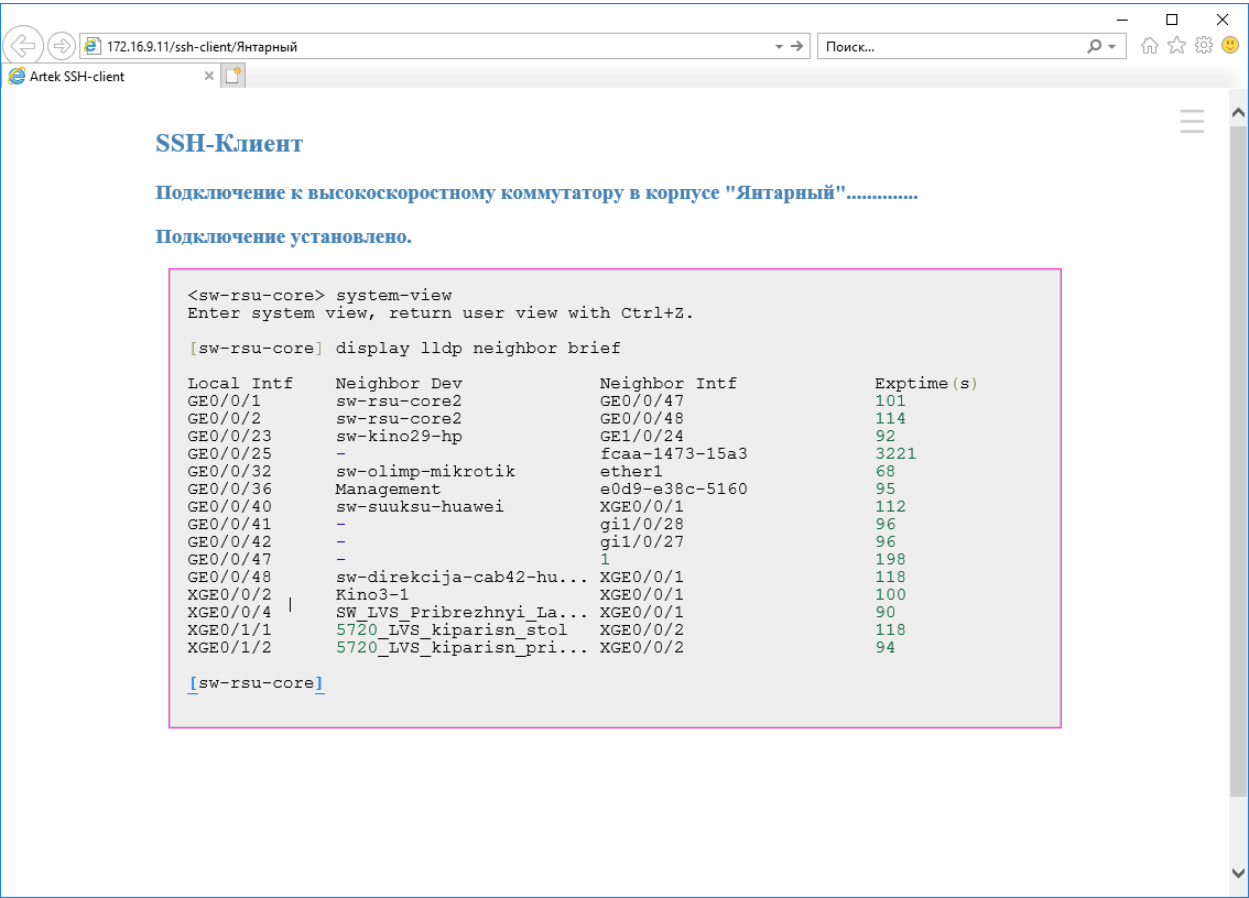 172.16.9.11/ssh-client/Янтарный
Поиск...
Artek SSH-client
SSH-Клиент
Подключение к высокоскоростному коммутатору в корпусе "Янтарный"..............
Подключение установлено.
<sw-rsu-core> system-view
Enter system view, return user view with Ctrl+Z.
[sw-rsu-core] display lldp neighbor brief
Local Intf Neighbor Dev Neighbor Intf Exptime(s)
GE0/0/1 sw-rsu-core2 GE0/0/47 101
GE0/0/2 sw-rsu-core2 GE0/0/48 114
GE0/0/23 sw-kino29-hp GE1/0/24 92
GE0/0/25 - fcaa-1473-15a3 3221
GE0/0/32 sw-olimp-mikrotik ether1 68
GE0/0/36 Management e0d9-e38c-5160 95
GE0/0/40 sw-suuksu-huawei XGE0/0/1 112
GE0/0/41 - gi1/0/28 96
GE0/0/42 - gi1/0/27 96
GE0/0/47 - 1 198
GE0/0/48 sw-direkcija-cab42-hu... XGE0/0/1 118
XGE0/0/2 Kino3-1 XGE0/0/1 100
XGE0/0/4 SW_LVS_Pribrezhnyi_La... XGE0/0/1 90
XGE0/1/1 5720_LVS_kiparisn_stol XGE0/0/2 118
XGE0/1/2 5720_LVS_kiparisn_pri... XGE0/0/2 94
[sw-rsu-core]